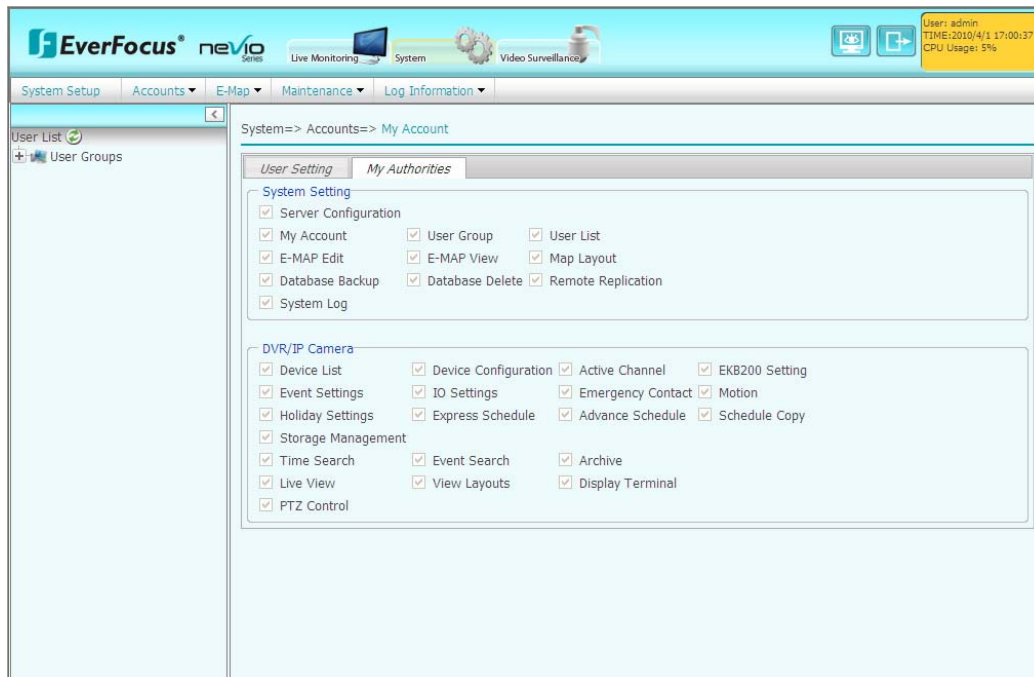 EverFocus® nevio
Series
Live Monitoring System Video Surveillance
User: admin
TIME:2010/4/1 17:00:37
CPU Usage: 5%
System Setup Accounts E-Map Maintenance Log Information
User List
User Groups
System=> Accounts=> My Account
User Setting My Authorities
System Setting
Server Configuration
My Account User Group User List
E-MAP Edit E-MAP View Map Layout
Database Backup Database Delete Remote Replication
System Log
DVR/IP Camera
Device List Device Configuration Active Channel EKB200 Setting
Event Settings IO Settings Emergency Contact Motion
Holiday Settings Express Schedule Advance Schedule Schedule Copy
Storage Management
Time Search Event Search Archive
Live View View Layouts Display Terminal
PTZ Control